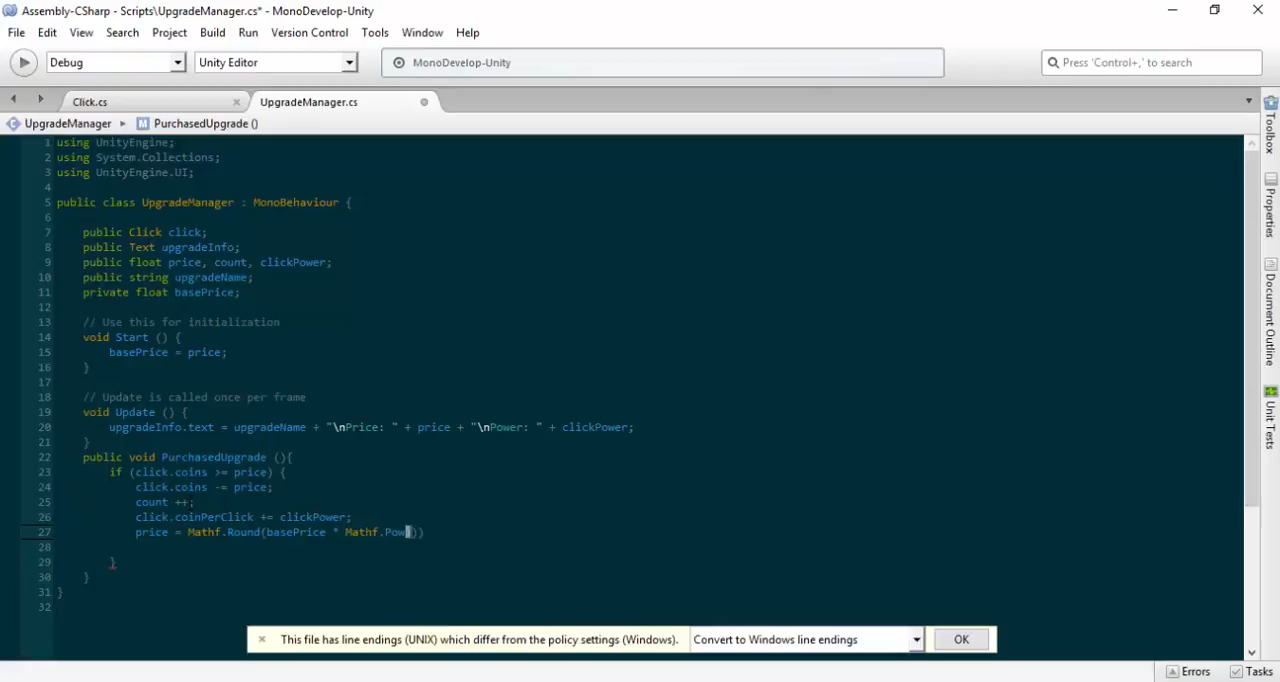 Assembly-CSharp - Scripts\UpgradeManager.cs* - MonoDevelop-Unity
File Edit View Search Project Build Run Version Control Tools Window Help
Debug Unity Editor MonoDevelop-Unity Press 'Control+,' to search
Click.cs UpgradeManager.cs
UpgradeManager PurchasedUpgrade ()
1 using UnityEngine;
2 using System.Collections;
3 using UnityEngine.UI;
4
5 public class UpgradeManager : MonoBehaviour {
6
7 public Click click;
8 public Text upgradeInfo;
9 public float price, count, clickPower;
10 public string upgradeName;
11 private float basePrice;
12
13 // Use this for initialization
14 void Start () {
15 basePrice = price;
16 }
17
18 // Update is called once per frame
19 void Update () {
20 upgradeInfo.text = upgradeName + "\nPrice: " + price + "\nPower: " + clickPower;
21 }
22 public void PurchasedUpgrade (){
23 if (click.coins >= price) {
24 click.coins -= price;
25 count ++;
26 click.coinPerClick += clickPower;
27 price = Mathf.Round(basePrice * Mathf.Pow())
28
29 }
30 }
31 }
32
Toolbox
Properties
Document Outline
Unit Tests
This file has line endings (UNIX) which differ from the policy settings (Windows). Convert to Windows line endings OK
Errors Tasks